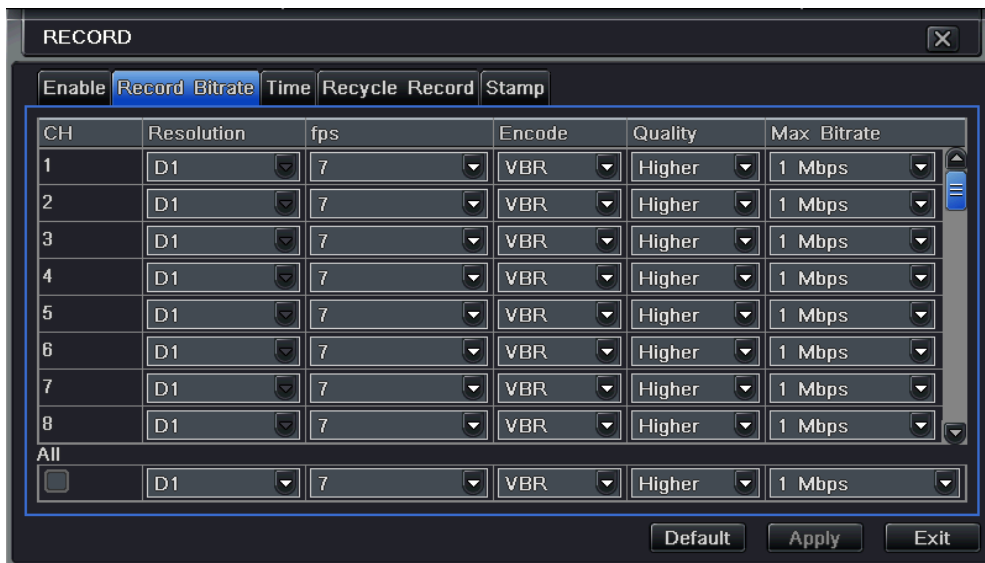 RECORD
Enable Record Bitrate Time Recycle Record Stamp
CH Resolution fps Encode Quality Max Bitrate
1 D1 7 VBR Higher 1 Mbps
2 D1 7 VBR Higher 1 Mbps
3 D1 7 VBR Higher 1 Mbps
4 D1 7 VBR Higher 1 Mbps
5 D1 7 VBR Higher 1 Mbps
6 D1 7 VBR Higher 1 Mbps
7 D1 7 VBR Higher 1 Mbps
8 D1 7 VBR Higher 1 Mbps
All
D1 7 VBR Higher 1 Mbps
Default Apply Exit